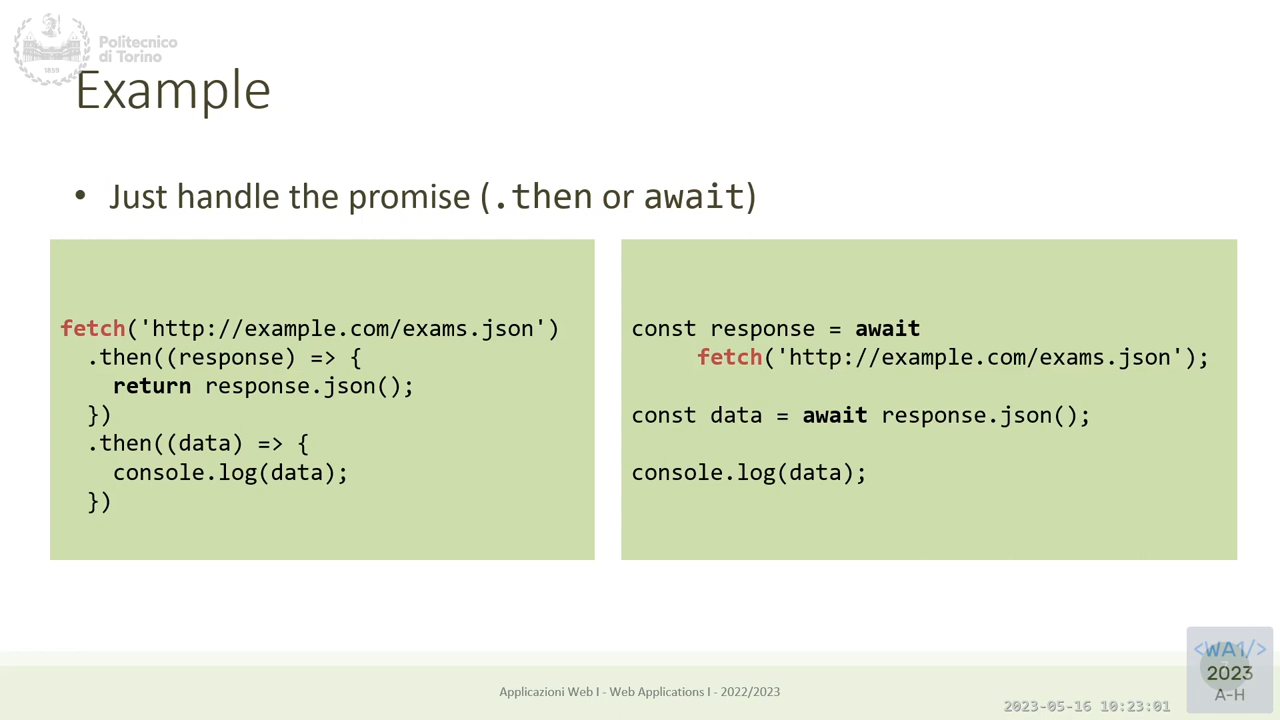 Politecnico
di Torino
1859
Example
• Just handle the promise (.then or await)
fetch('http://example.com/exams.json')
  .then((response) => {
    return response.json();
  })
  .then((data) => {
    console.log(data);
  })
const response = await
     fetch('http://example.com/exams.json');
const data = await response.json();
console.log(data);
Applicazioni Web I - Web Applications I - 2022/2023
2023-05-16 10:23:01
<WA1/>
2023
A-H